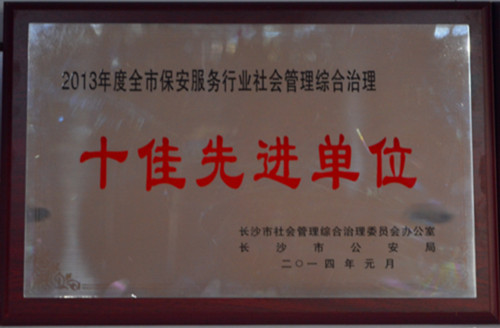 2013年度全市保安服务行业社会管理综合治理
十佳先进单位
长沙市社会管理综合治理委员会办公室
长沙市公安局
二〇一四年元月